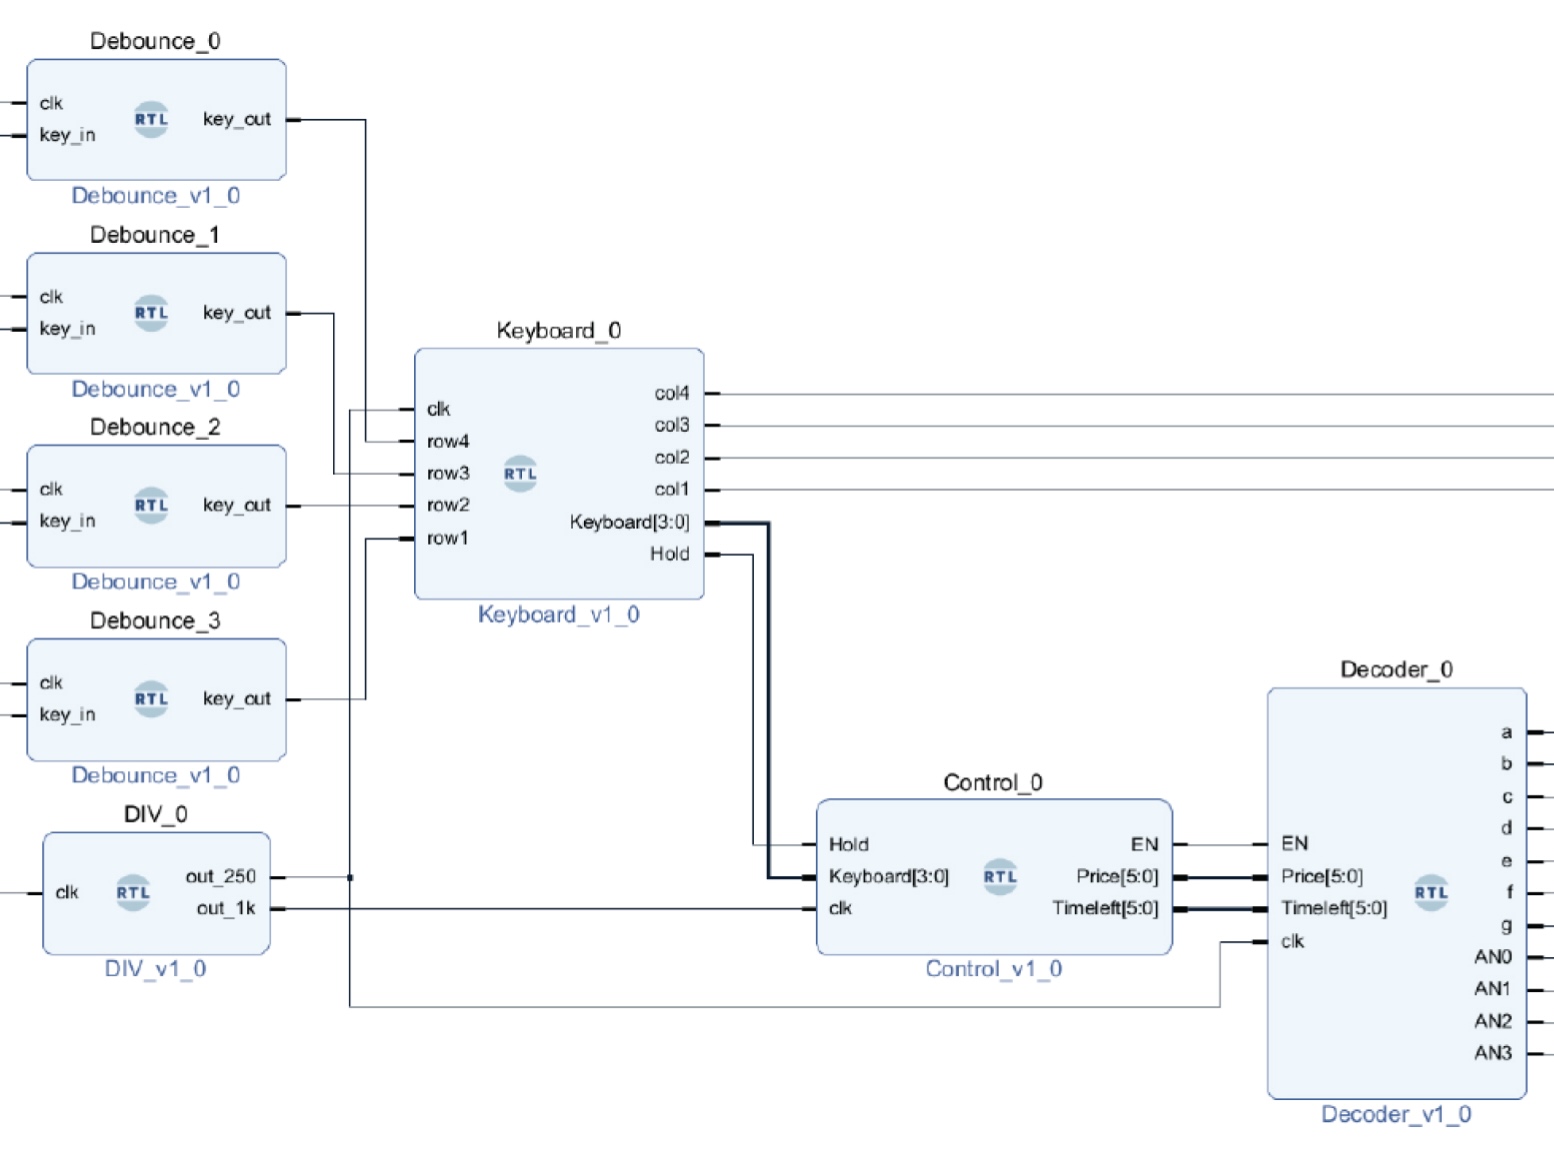 Debounce_0
clk
key_in
RTL
key_out
Debounce_v1_0
Debounce_1
clk
key_in
RTL
key_out
Debounce_v1_0
Debounce_2
clk
key_in
RTL
key_out
Debounce_v1_0
Debounce_3
clk
key_in
RTL
key_out
Debounce_v1_0
DIV_0
clk
RTL
out_250
out_1k
DIV_v1_0
Keyboard_0
clk
row4
row3
row2
row1
RTL
col4
col3
col2
col1
Keyboard[3:0]
Hold
Keyboard_v1_0
Control_0
Hold
Keyboard[3:0]
clk
RTL
EN
Price[5:0]
Timeleft[5:0]
Control_v1_0
Decoder_0
EN
Price[5:0]
Timeleft[5:0]
clk
RTL
a
b
c
d
e
f
g
AN0
AN1
AN2
AN3
Decoder_v1_0